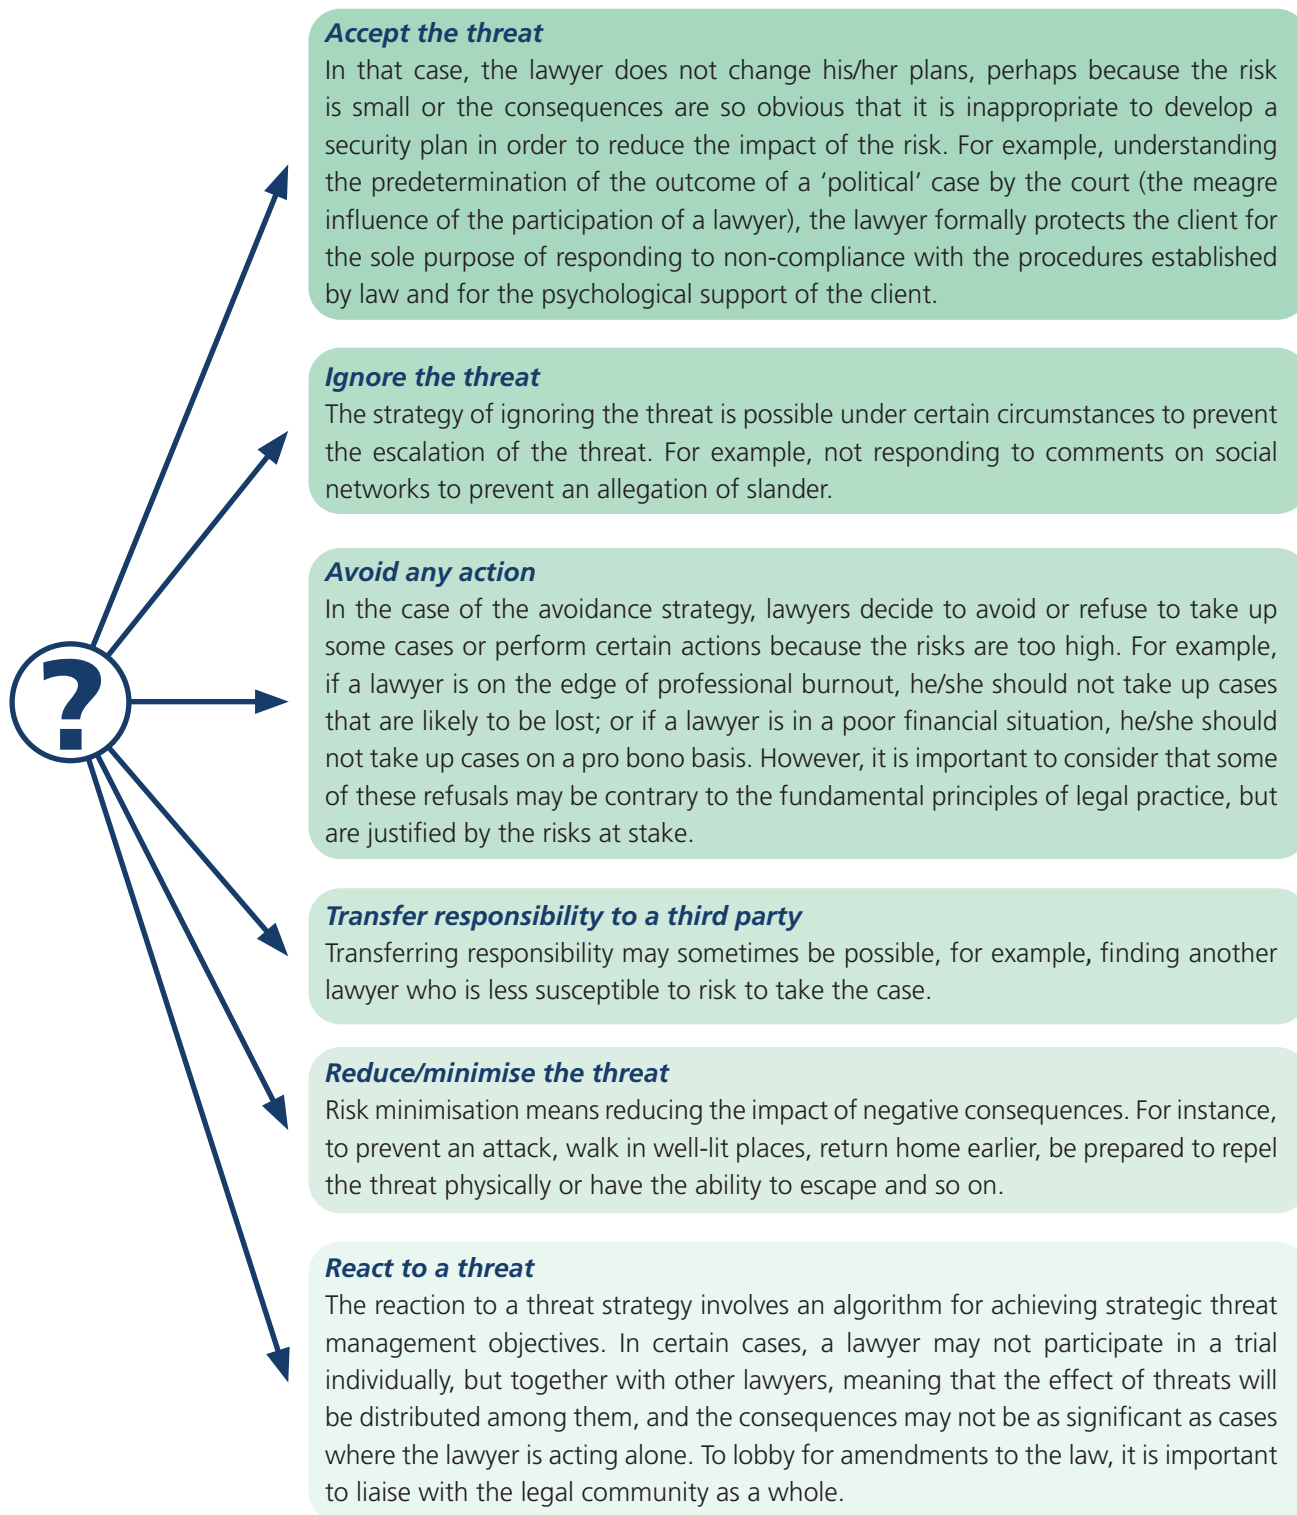 Accept the threat
In that case, the lawyer does not change his/her plans, perhaps because the risk
is small or the consequences are so obvious that it is inappropriate to develop a
security plan in order to reduce the impact of the risk. For example, understanding
the predetermination of the outcome of a ‘political’ case by the court (the meagre
influence of the participation of a lawyer), the lawyer formally protects the client for
the sole purpose of responding to non-compliance with the procedures established
by law and for the psychological support of the client.
Ignore the threat
The strategy of ignoring the threat is possible under certain circumstances to prevent
the escalation of the threat. For example, not responding to comments on social
networks to prevent an allegation of slander.
Avoid any action
In the case of the avoidance strategy, lawyers decide to avoid or refuse to take up
some cases or perform certain actions because the risks are too high. For example,
if a lawyer is on the edge of professional burnout, he/she should not take up cases
that are likely to be lost; or if a lawyer is in a poor financial situation, he/she should
not take up cases on a pro bono basis. However, it is important to consider that some
of these refusals may be contrary to the fundamental principles of legal practice, but
are justified by the risks at stake.
?
Transfer responsibility to a third party
Transferring responsibility may sometimes be possible, for example, finding another
lawyer who is less susceptible to risk to take the case.
Reduce/minimise the threat
Risk minimisation means reducing the impact of negative consequences. For instance,
to prevent an attack, walk in well-lit places, return home earlier, be prepared to repel
the threat physically or have the ability to escape and so on.
React to a threat
The reaction to a threat strategy involves an algorithm for achieving strategic threat
management objectives. In certain cases, a lawyer may not participate in a trial
individually, but together with other lawyers, meaning that the effect of threats will
be distributed among them, and the consequences may not be as significant as cases
where the lawyer is acting alone. To lobby for amendments to the law, it is important
to liaise with the legal community as a whole.